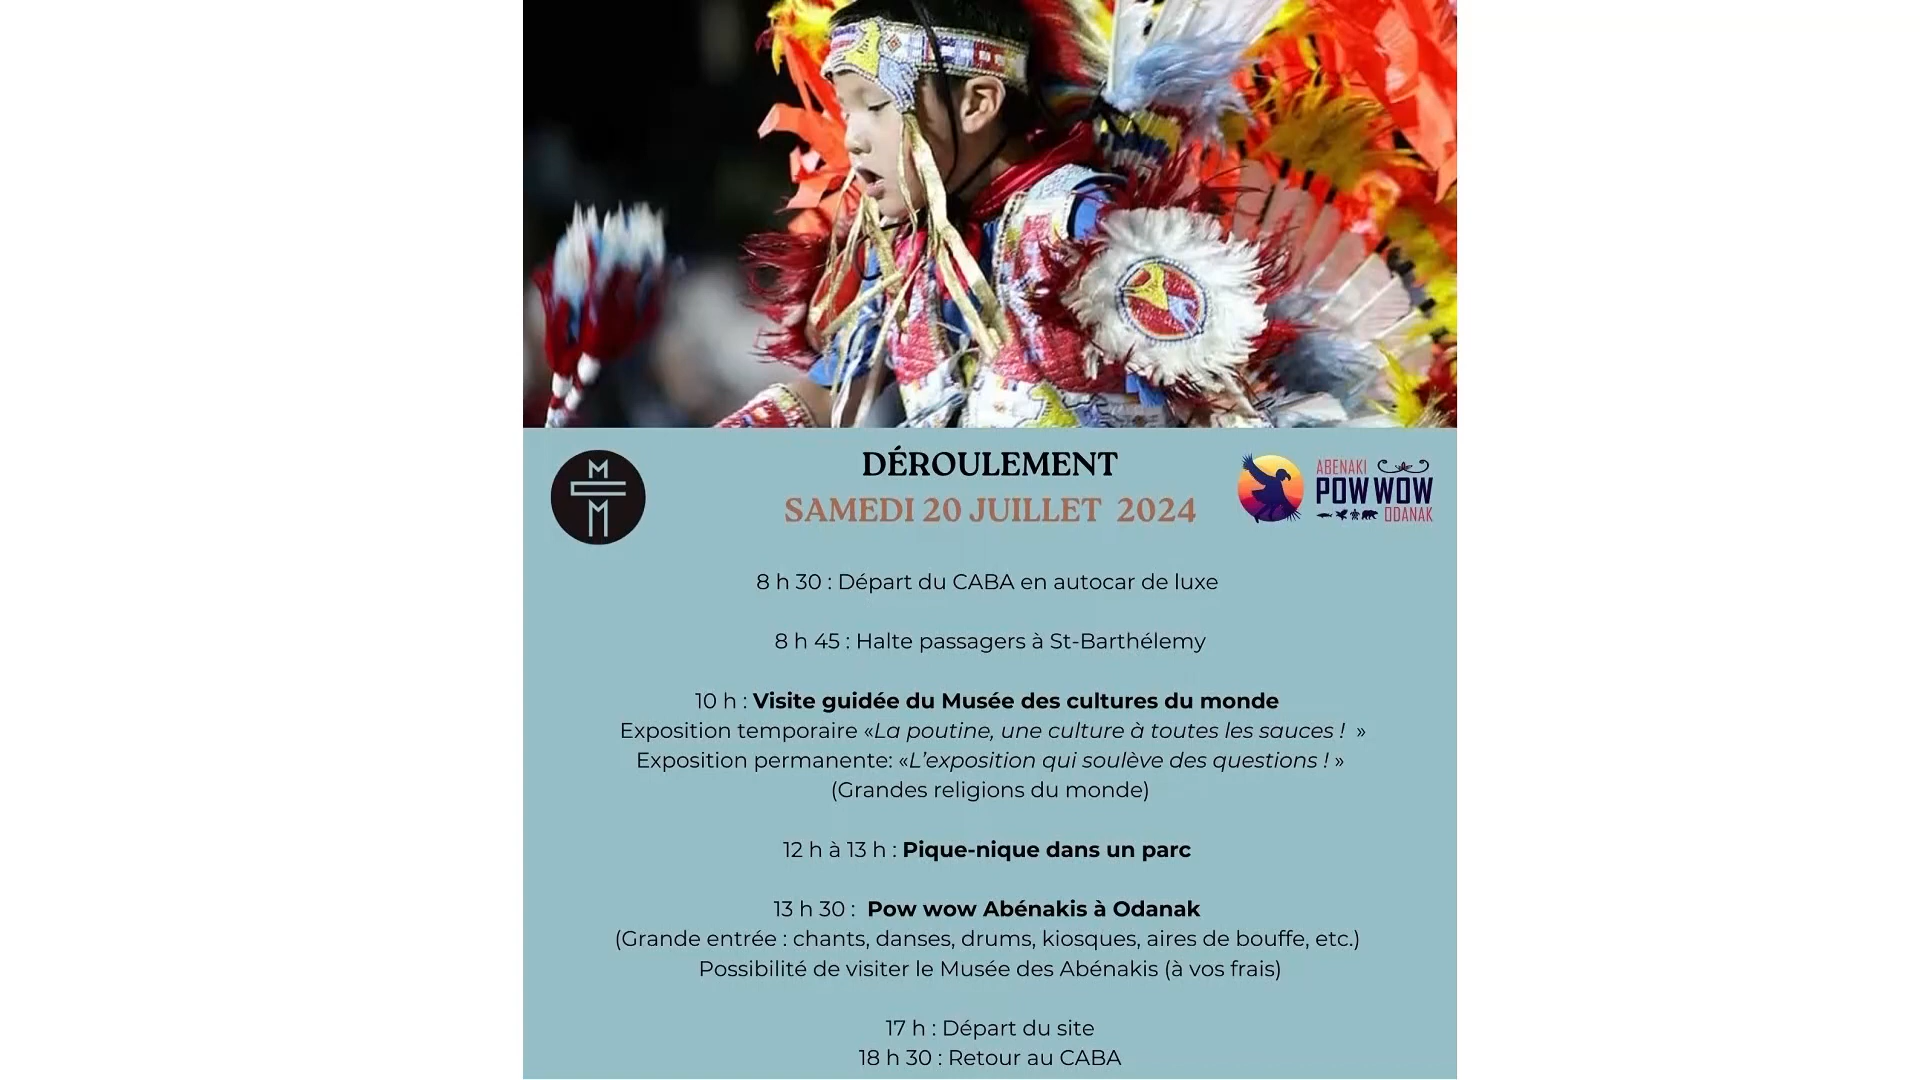 DÉROULEMENT
SAMEDI 20 JUILLET 2024
M
M
ABENAKI
POW WOW
ODANAK
8 h 30 : Départ du CABA en autocar de luxe
8 h 45 : Halte passagers à St-Barthélemy
10 h : Visite guidée du Musée des cultures du monde
Exposition temporaire «La poutine, une culture à toutes les sauces ! »
Exposition permanente: «L’exposition qui soulève des questions ! »
(Grandes religions du monde)
12 h à 13 h : Pique-nique dans un parc
13 h 30 : Pow wow Abénakis à Odanak
(Grande entrée : chants, danses, drums, kiosques, aires de bouffe, etc.)
Possibilité de visiter le Musée des Abénakis (à vos frais)
17 h : Départ du site
18 h 30 : Retour au CABA